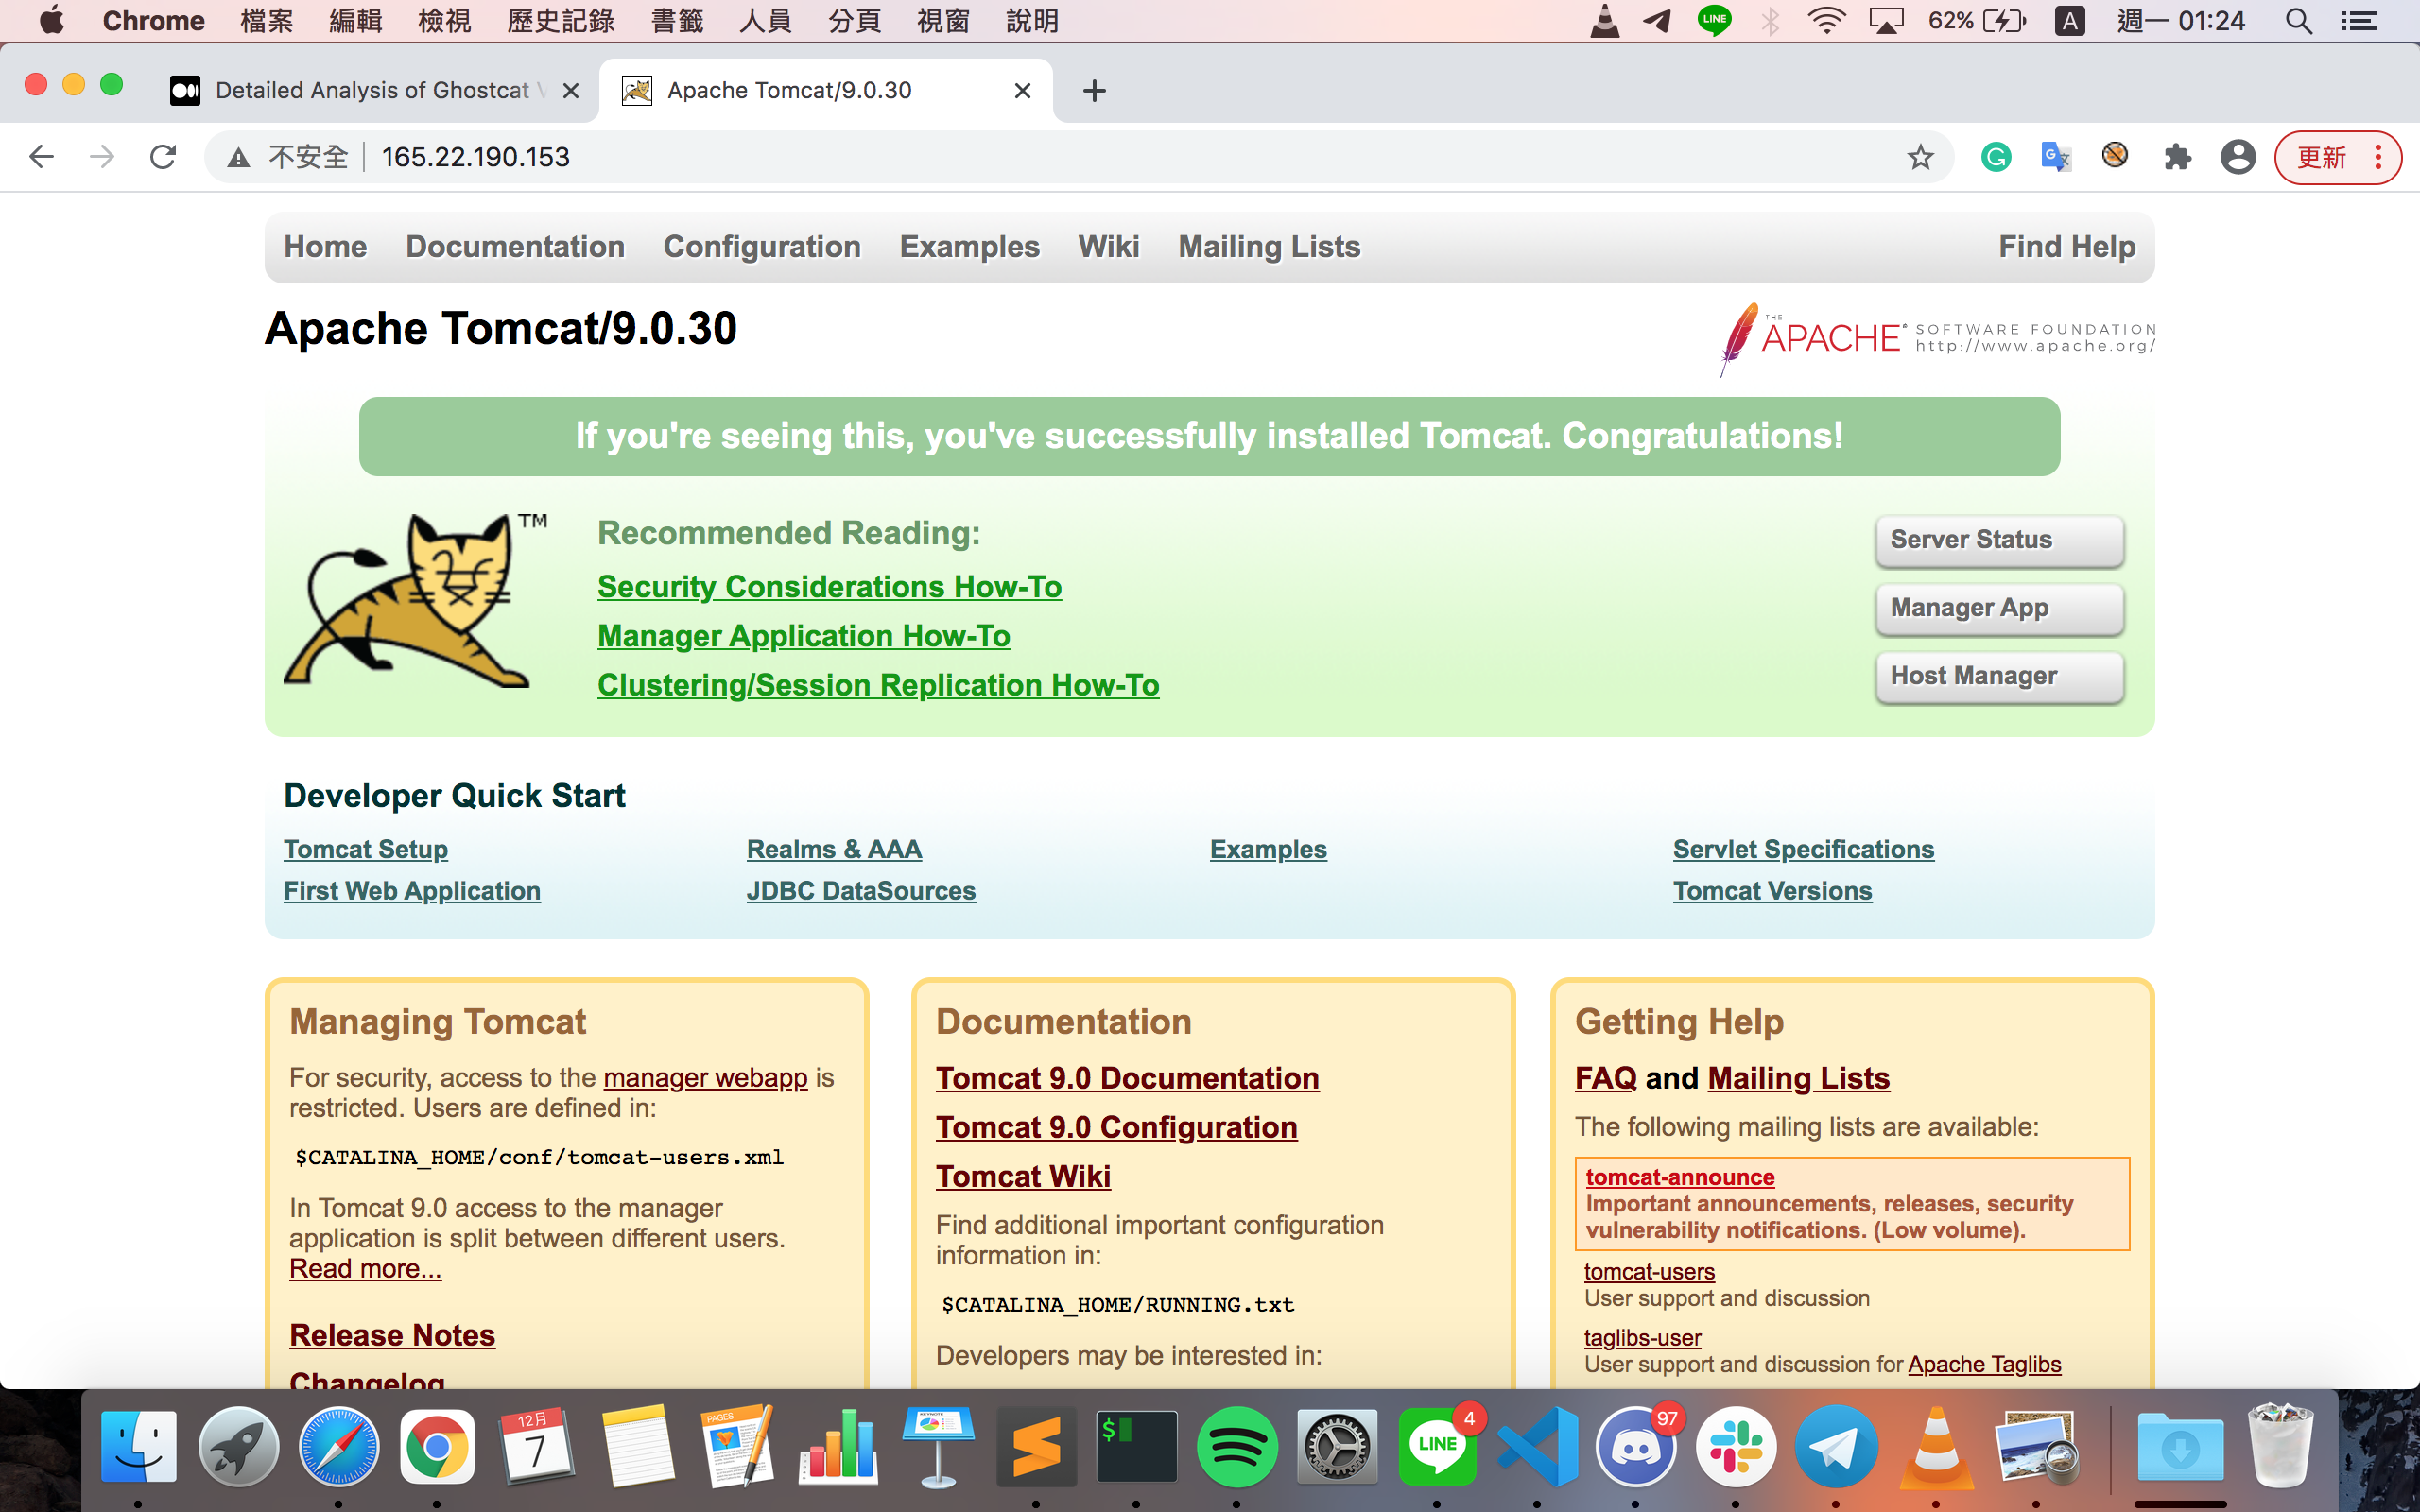 Chrome 檔案 編輯 檢視 歷史記錄 書籤 人員 分頁 視窗 說明 LINE 62% A 週一 01:24
Detailed Analysis of Ghostcat Apache Tomcat/9.0.30
不安全 165.22.190.153 更新
Home Documentation Configuration Examples Wiki Mailing Lists Find Help
Apache Tomcat/9.0.30
THE APACHE® SOFTWARE FOUNDATION
http://www.apache.org/
If you're seeing this, you've successfully installed Tomcat. Congratulations!
TM
Recommended Reading:
Security Considerations How-To
Manager Application How-To
Clustering/Session Replication How-To
Server Status
Manager App
Host Manager
Developer Quick Start
Tomcat Setup
First Web Application
Realms & AAA
JDBC DataSources
Examples
Servlet Specifications
Tomcat Versions
Managing Tomcat
For security, access to the manager webapp is
restricted. Users are defined in:
$CATALINA_HOME/conf/tomcat-users.xml
In Tomcat 9.0 access to the manager
application is split between different users.
Read more...
Release Notes
Changelog
Documentation
Tomcat 9.0 Documentation
Tomcat 9.0 Configuration
Tomcat Wiki
Find additional important configuration
information in:
$CATALINA_HOME/RUNNING.txt
Developers may be interested in:
Getting Help
FAQ and Mailing Lists
The following mailing lists are available:
tomcat-announce
Important announcements, releases, security
vulnerability notifications. (Low volume).
tomcat-users
User support and discussion
taglibs-user
User support and discussion for Apache Taglibs
12月
7
PAGES
KEYNOTE
$
LINE
4
97